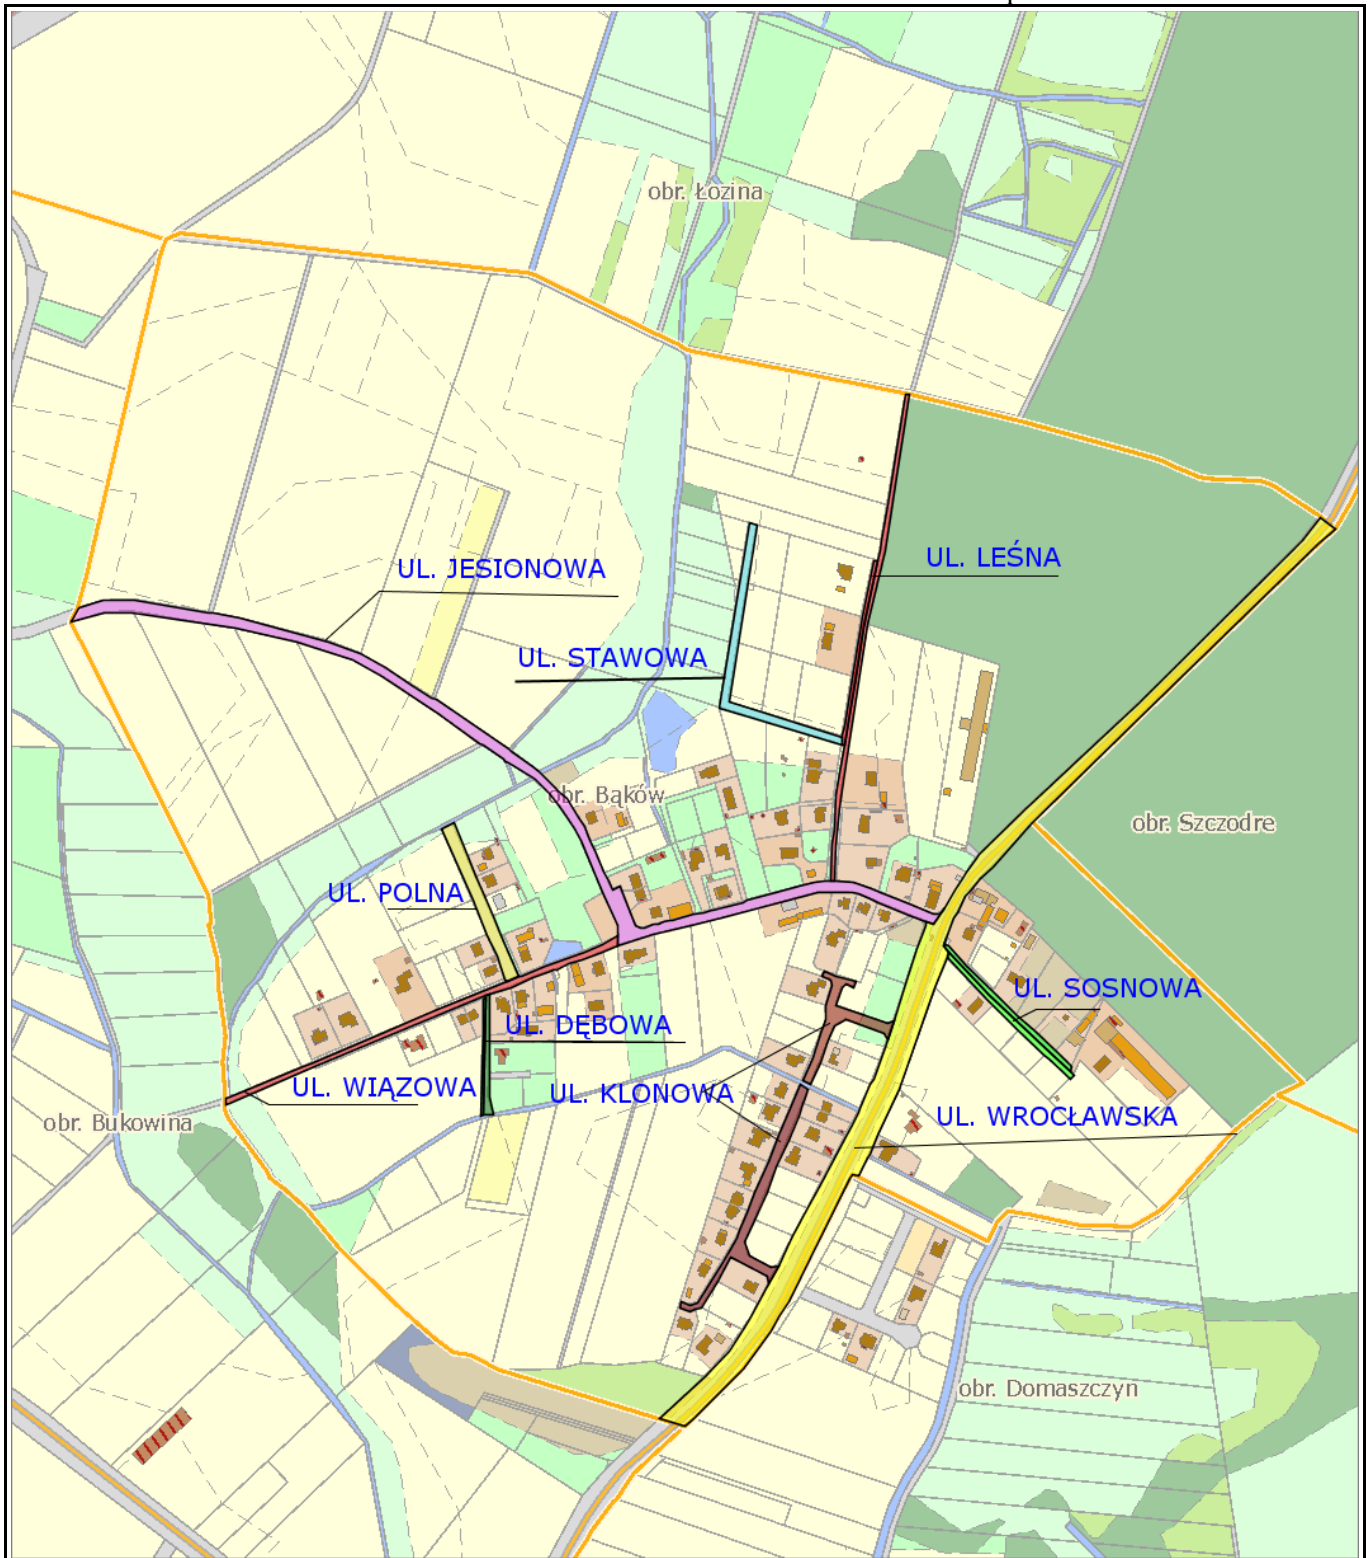 obr. Łozina
UL. LEŚNA
UL. JESIONOWA
UL. STAWOWA
obr. Bąków
obr. Szczodre
UL. POLNA
UL. SOSNOWA
UL. DĘBOWA
UL. WIĄZOWA
UL. KLONOWA
UL. WROCŁAWSKA
obr. Bukowina
obr. Domaszczyn